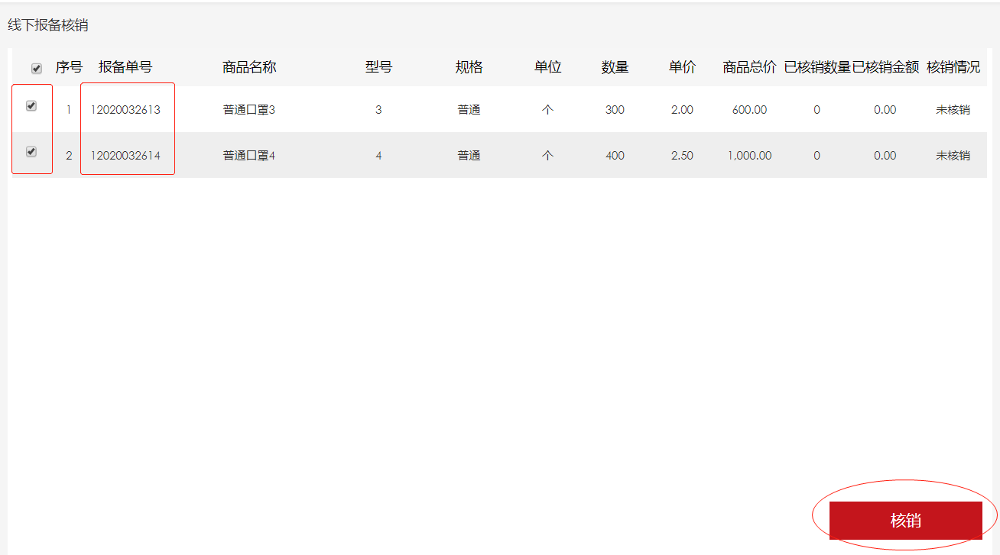 线下报备核销
序号 报备单号 商品名称 型号 规格 单位 数量 单价 商品总价 已核销数量 已核销金额 核销情况
1 12020032613 普通口罩3 3 普通 个 300 2.00 600.00 0 0.00 未核销
2 12020032614 普通口罩4 4 普通 个 400 2.50 1,000.00 0 0.00 未核销
核销